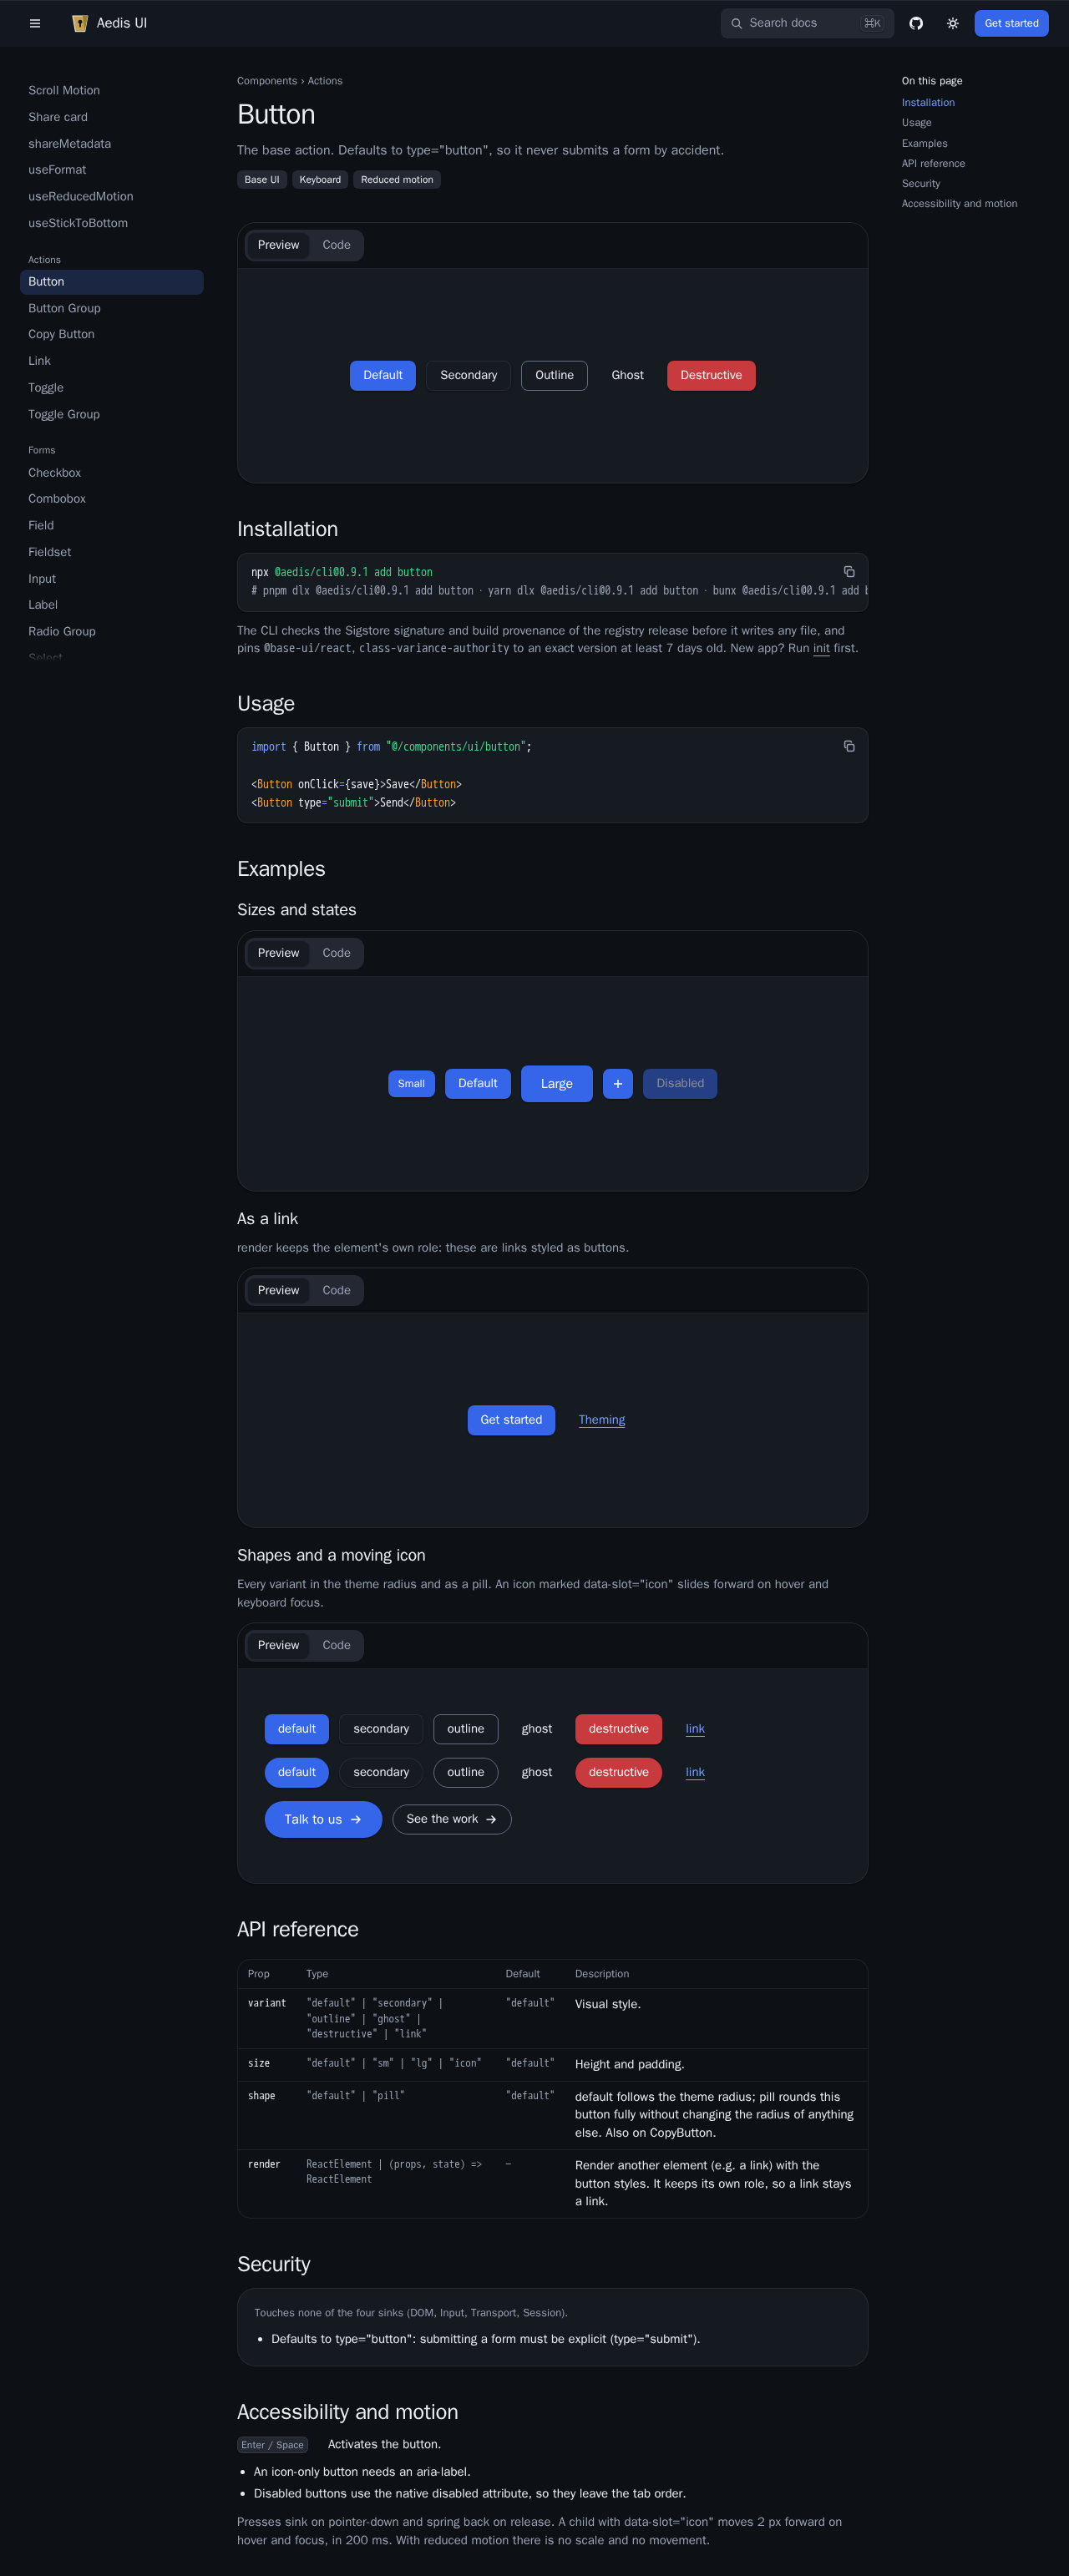 Aedis UI
Search docs
⌘K
Get started
Scroll Motion
Share card
shareMetadata
useFormat
useReducedMotion
useStickToBottom
Actions
Button
Button Group
Copy Button
Link
Toggle
Toggle Group
Forms
Checkbox
Combobox
Field
Fieldset
Input
Label
Radio Group
Select
Components › Actions
Button
The base action. Defaults to type="button", so it never submits a form by accident.
Base UI Keyboard Reduced motion
Preview Code
Default Secondary Outline Ghost Destructive
Installation
npx @aedis/cli@0.9.1 add button
# pnpm dlx @aedis/cli@0.9.1 add button · yarn dlx @aedis/cli@0.9.1 add button · bunx @aedis/cli@0.9.1 add
The CLI checks the Sigstore signature and build provenance of the registry release before it writes any file, and
pins @base-ui/react, class-variance-authority to an exact version at least 7 days old. New app? Run init first.
Usage
import { Button } from "@/components/ui/button";
<Button onClick={save}>Save</Button>
<Button type="submit">Send</Button>
Examples
Sizes and states
Preview Code
Small Default Large + Disabled
As a link
render keeps the element's own role: these are links styled as buttons.
Preview Code
Get started Theming
Shapes and a moving icon
Every variant in the theme radius and as a pill. An icon marked data-slot="icon" slides forward on hover and
keyboard focus.
Preview Code
default secondary outline ghost destructive link
default secondary outline ghost destructive link
Talk to us → See the work →
API reference
Prop Type Default Description
variant "default" | "secondary" | "default" Visual style.
"outline" | "ghost" |
"destructive" | "link"
size "default" | "sm" | "lg" | "icon" "default" Height and padding.
shape "default" | "pill" "default" default follows the theme radius; pill rounds this
button fully without changing the radius of anything
else. Also on CopyButton.
render ReactElement | (props, state) => — Render another element (e.g. a link) with the
ReactElement button styles. It keeps its own role, so a link stays
a link.
Security
Touches none of the four sinks (DOM, Input, Transport, Session).
• Defaults to type="button": submitting a form must be explicit (type="submit").
Accessibility and motion
Enter / Space Activates the button.
• An icon-only button needs an aria-label.
• Disabled buttons use the native disabled attribute, so they leave the tab order.
Presses sink on pointer-down and spring back on release. A child with data-slot="icon" moves 2 px forward on
hover and focus, in 200 ms. With reduced motion there is no scale and no movement.
On this page
Installation
Usage
Examples
API reference
Security
Accessibility and motion